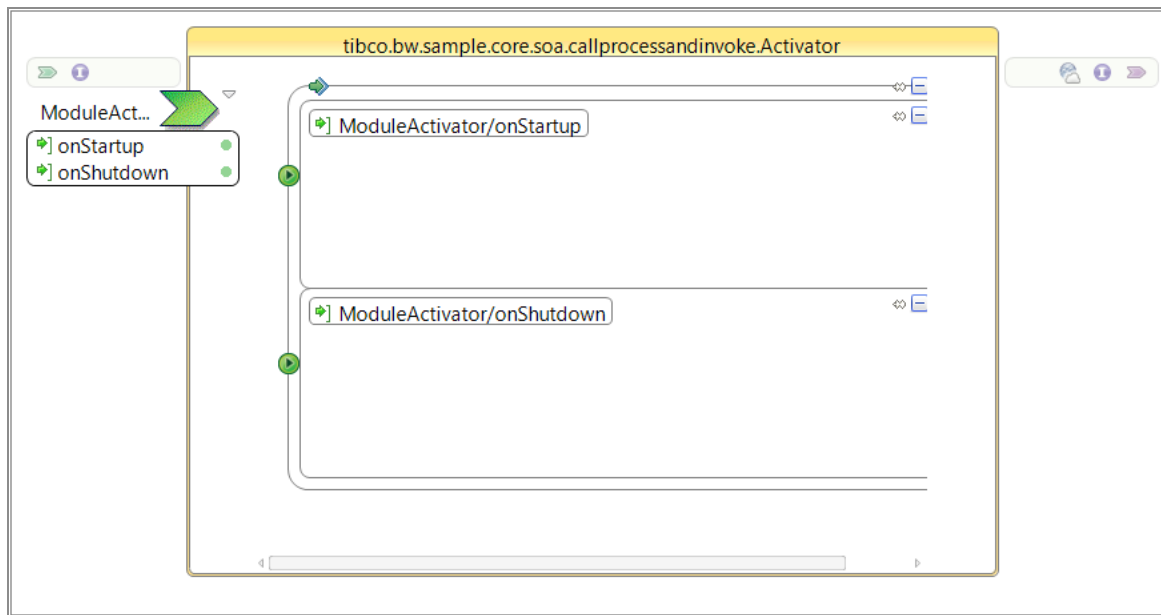 tibco.bw.sample.core.soa.callprocessandinvoke.Activator
ModuleAct...
onStartup
onShutdown
ModuleActivator/onStartup
ModuleActivator/onShutdown